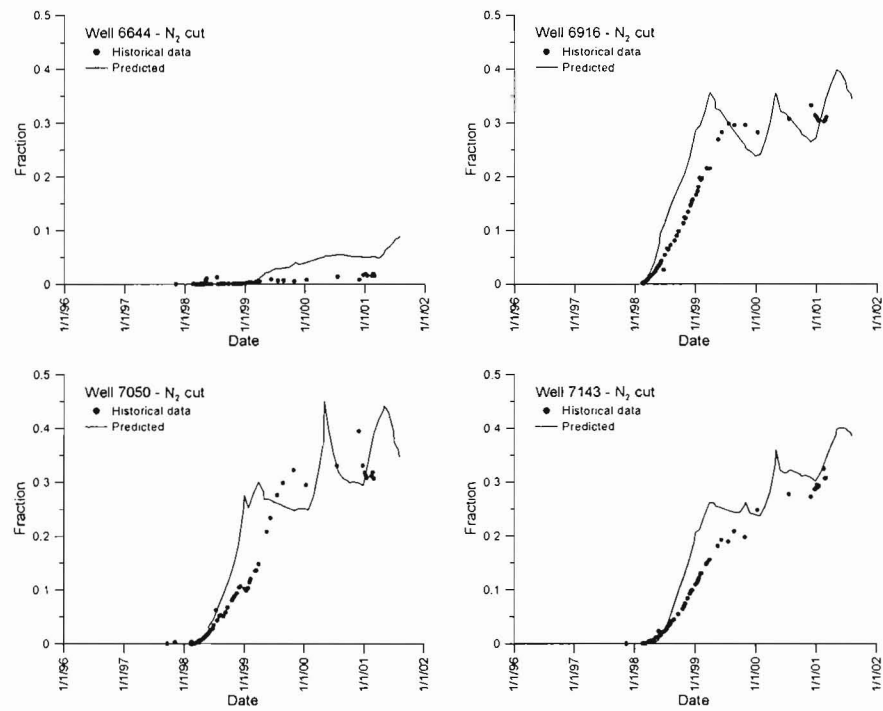 Well 6644 - N₂ cut
● Historical data
— Predicted
0.5
0.4
0.3
0.2
0.1
0
Fraction
1/1/96
1/1/97
1/1/98
1/1/99
1/1/00
1/1/01
1/1/02
Date
Well 6916 - N₂ cut
● Historical data
— Predicted
0.5
0.4
0.3
0.2
0.1
0
Fraction
1/1/96
1/1/97
1/1/98
1/1/99
1/1/00
1/1/01
1/1/02
Date
Well 7050 - N₂ cut
● Historical data
— Predicted
0.5
0.4
0.3
0.2
0.1
0
Fraction
1/1/96
1/1/97
1/1/98
1/1/99
1/1/00
1/1/01
1/1/02
Date
Well 7143 - N₂ cut
● Historical data
— Predicted
0.5
0.4
0.3
0.2
0.1
0
Fraction
1/1/96
1/1/97
1/1/98
1/1/99
1/1/00
1/1/01
1/1/02
Date